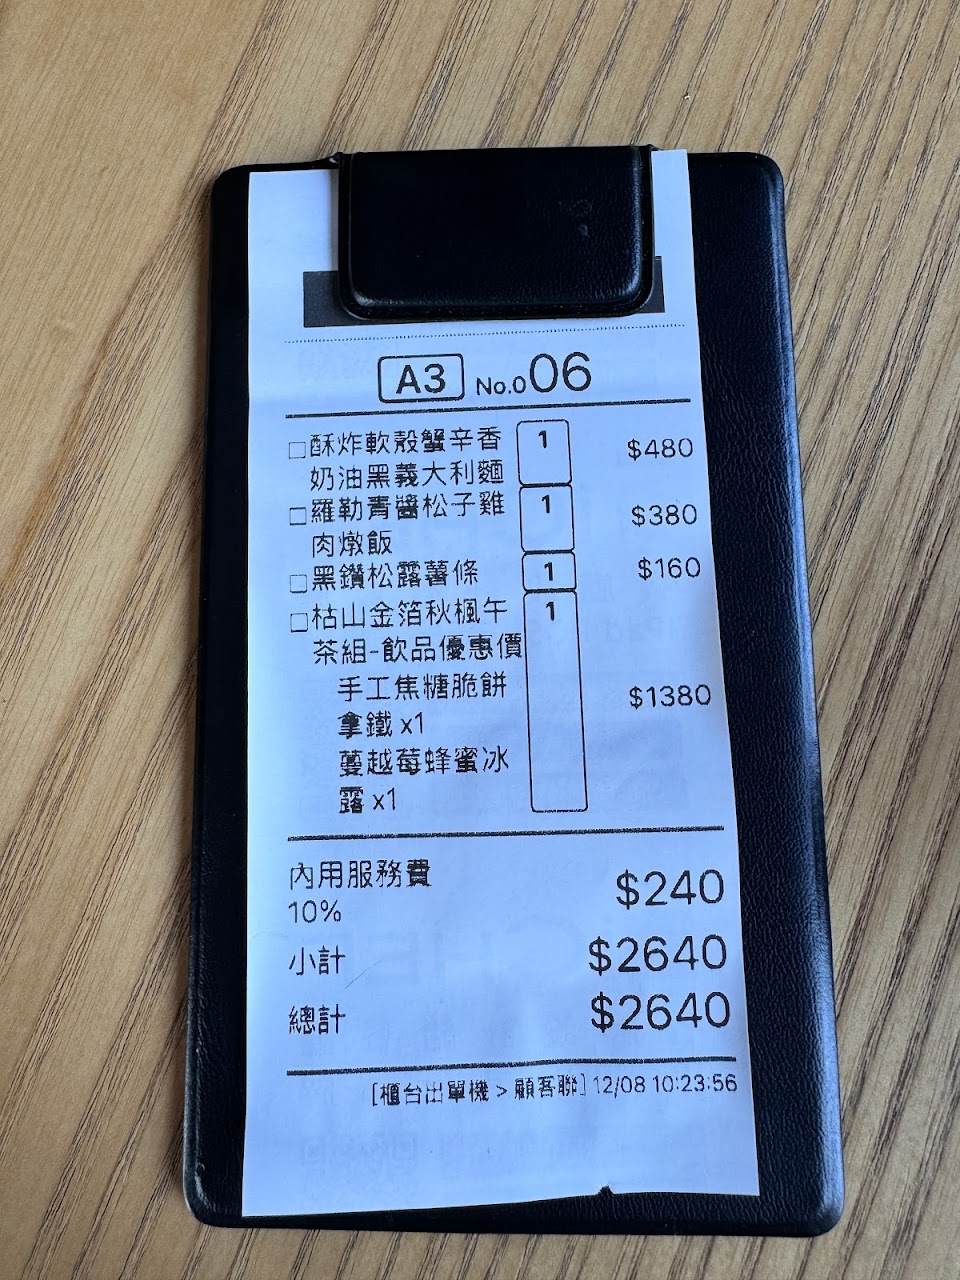 A3 No.006
□酥炸軟殼蟹辛香 1 $480
奶油黑義大利麵
□羅勒青醬松子雞 1 $380
肉燉飯
□黑鑽松露薯條 1 $160
□枯山金箔秋楓午 1
茶組-飲品優惠價
手工焦糖脆餅 $1380
拿鐵 x1
蔓越莓蜂蜜冰
露 x1
內用服務費 $240
10%
小計 $2640
總計 $2640
[櫃台出單機 > 顧客聯] 12/08 10:23:56